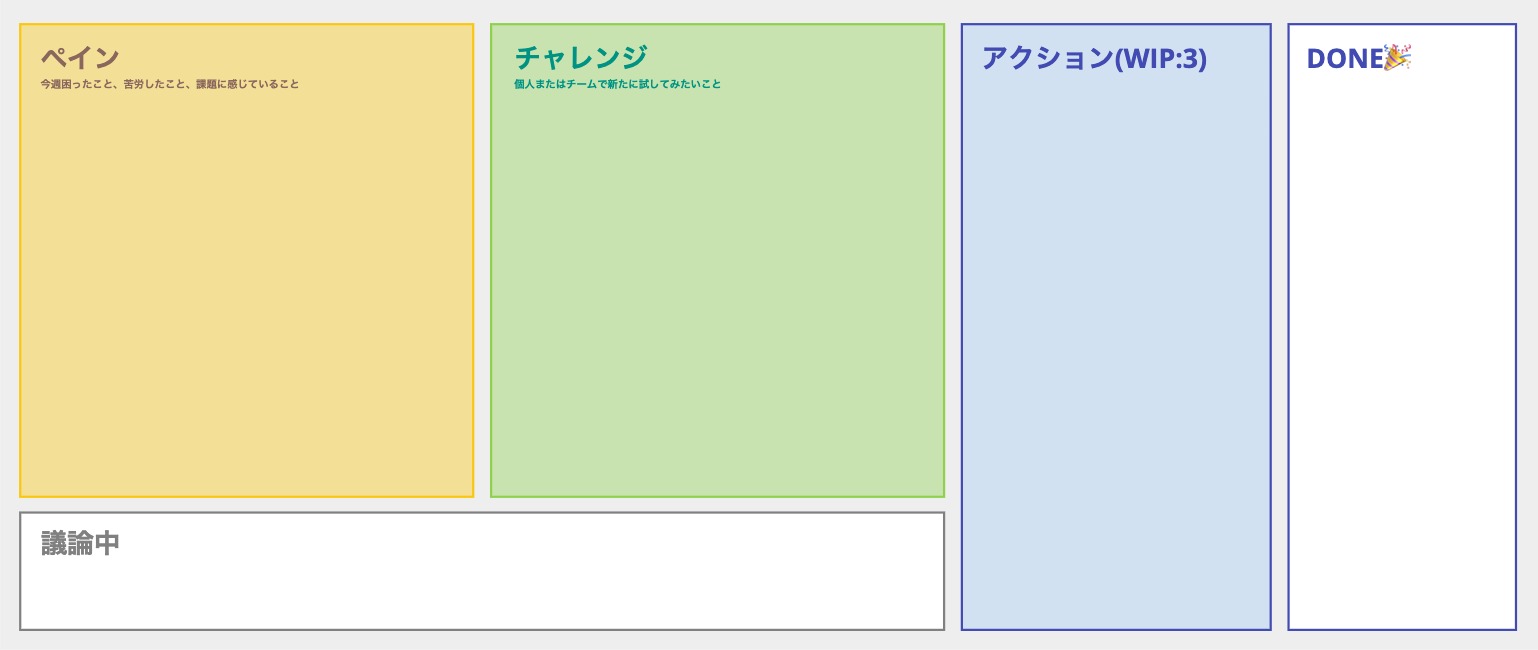 ペイン
今週困ったこと、苦労したこと、課題に感じていること
チャレンジ
個人またはチームで新たに試してみたいこと
アクション(WIP:3)
DONE🎉
議論中